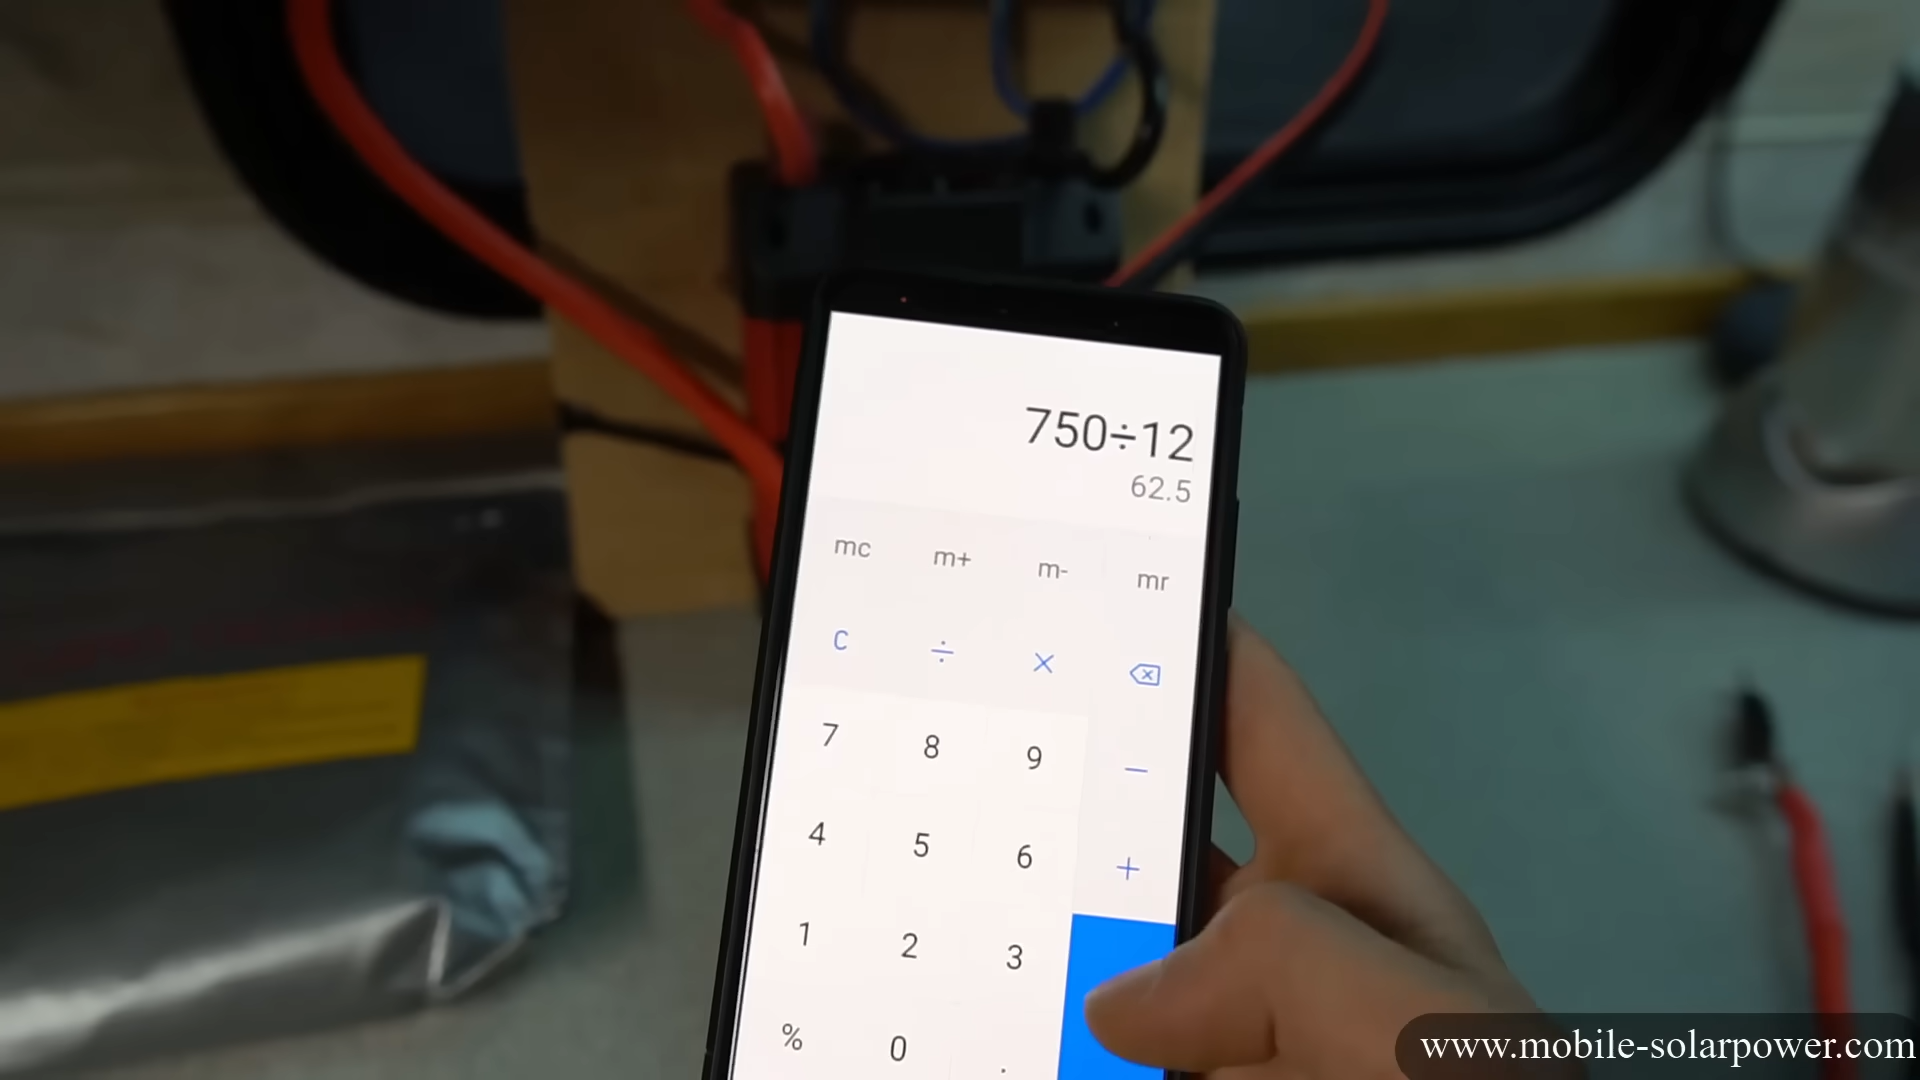 750÷12
62.5
mc m+ m- mr
C ÷ ×
7 8 9 −
4 5 6 +
1 2 3
% 0 .
www.mobile-solarpower.com